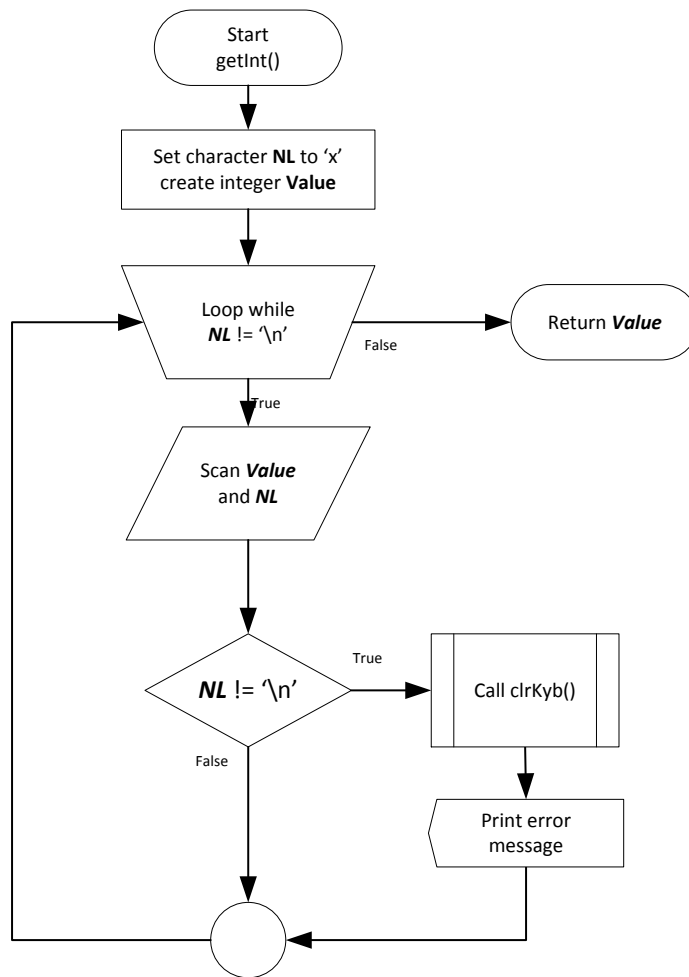 Start
getInt()
Set character NL to ‘x’
create integer Value
Loop while
NL != ‘\n’
False
Return Value
True
Scan Value
and NL
NL != ‘\n’
True
Call clrKyb()
False
Print error
message